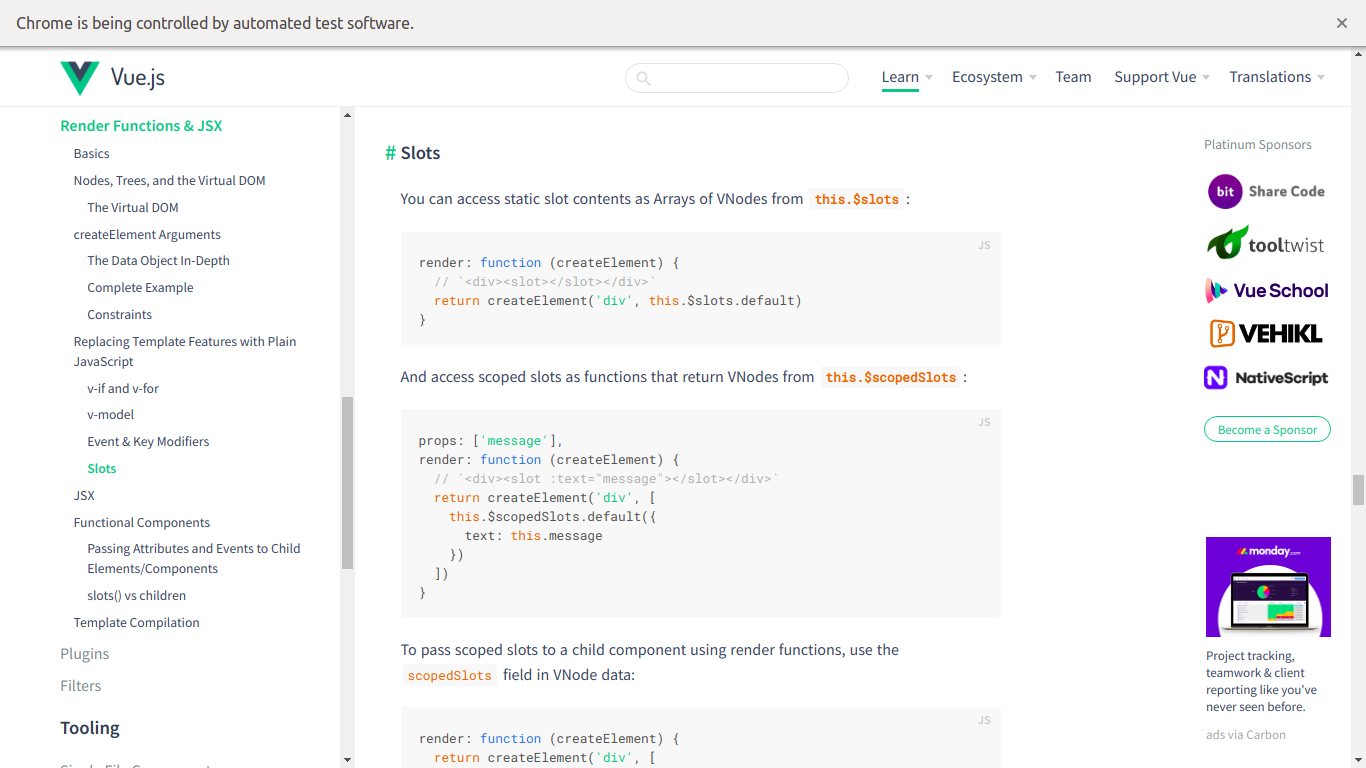 Chrome is being controlled by automated test software.
Vue.js
Learn
Ecosystem
Team
Support Vue
Translations
Render Functions & JSX
Basics
Nodes, Trees, and the Virtual DOM
The Virtual DOM
createElement Arguments
The Data Object In-Depth
Complete Example
Constraints
Replacing Template Features with Plain
JavaScript
v-if and v-for
v-model
Event & Key Modifiers
Slots
JSX
Functional Components
Passing Attributes and Events to Child
Elements/Components
slots() vs children
Template Compilation
Plugins
Filters
Tooling
Single File Components
# Slots
You can access static slot contents as Arrays of VNodes from this.$slots :
JS
render: function (createElement) {
  // `<div><slot></slot></div>`
  return createElement('div', this.$slots.default)
}
And access scoped slots as functions that return VNodes from this.$scopedSlots :
JS
props: ['message'],
render: function (createElement) {
  // `<div><slot :text="message"></slot></div>`
  return createElement('div', [
    this.$scopedSlots.default({
      text: this.message
    })
  ])
}
To pass scoped slots to a child component using render functions, use the
scopedSlots field in VNode data:
JS
render: function (createElement) {
  return createElement('div', [
Platinum Sponsors
bit Share Code
tooltwist
Vue School
VEHIKL
NativeScript
Become a Sponsor
monday.com
Project tracking,
teamwork & client
reporting like you've
never seen before.
ads via Carbon